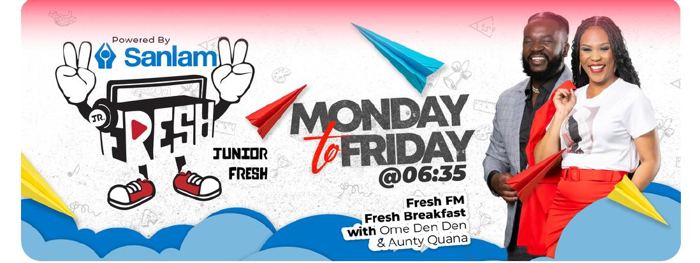 Powered By
Sanlam
JR.
FRESH
JUNIOR
FRESH
MONDAY
to FRIDAY
@06:35
Fresh FM
Fresh Breakfast
with Ome Den Den
& Aunty Quana